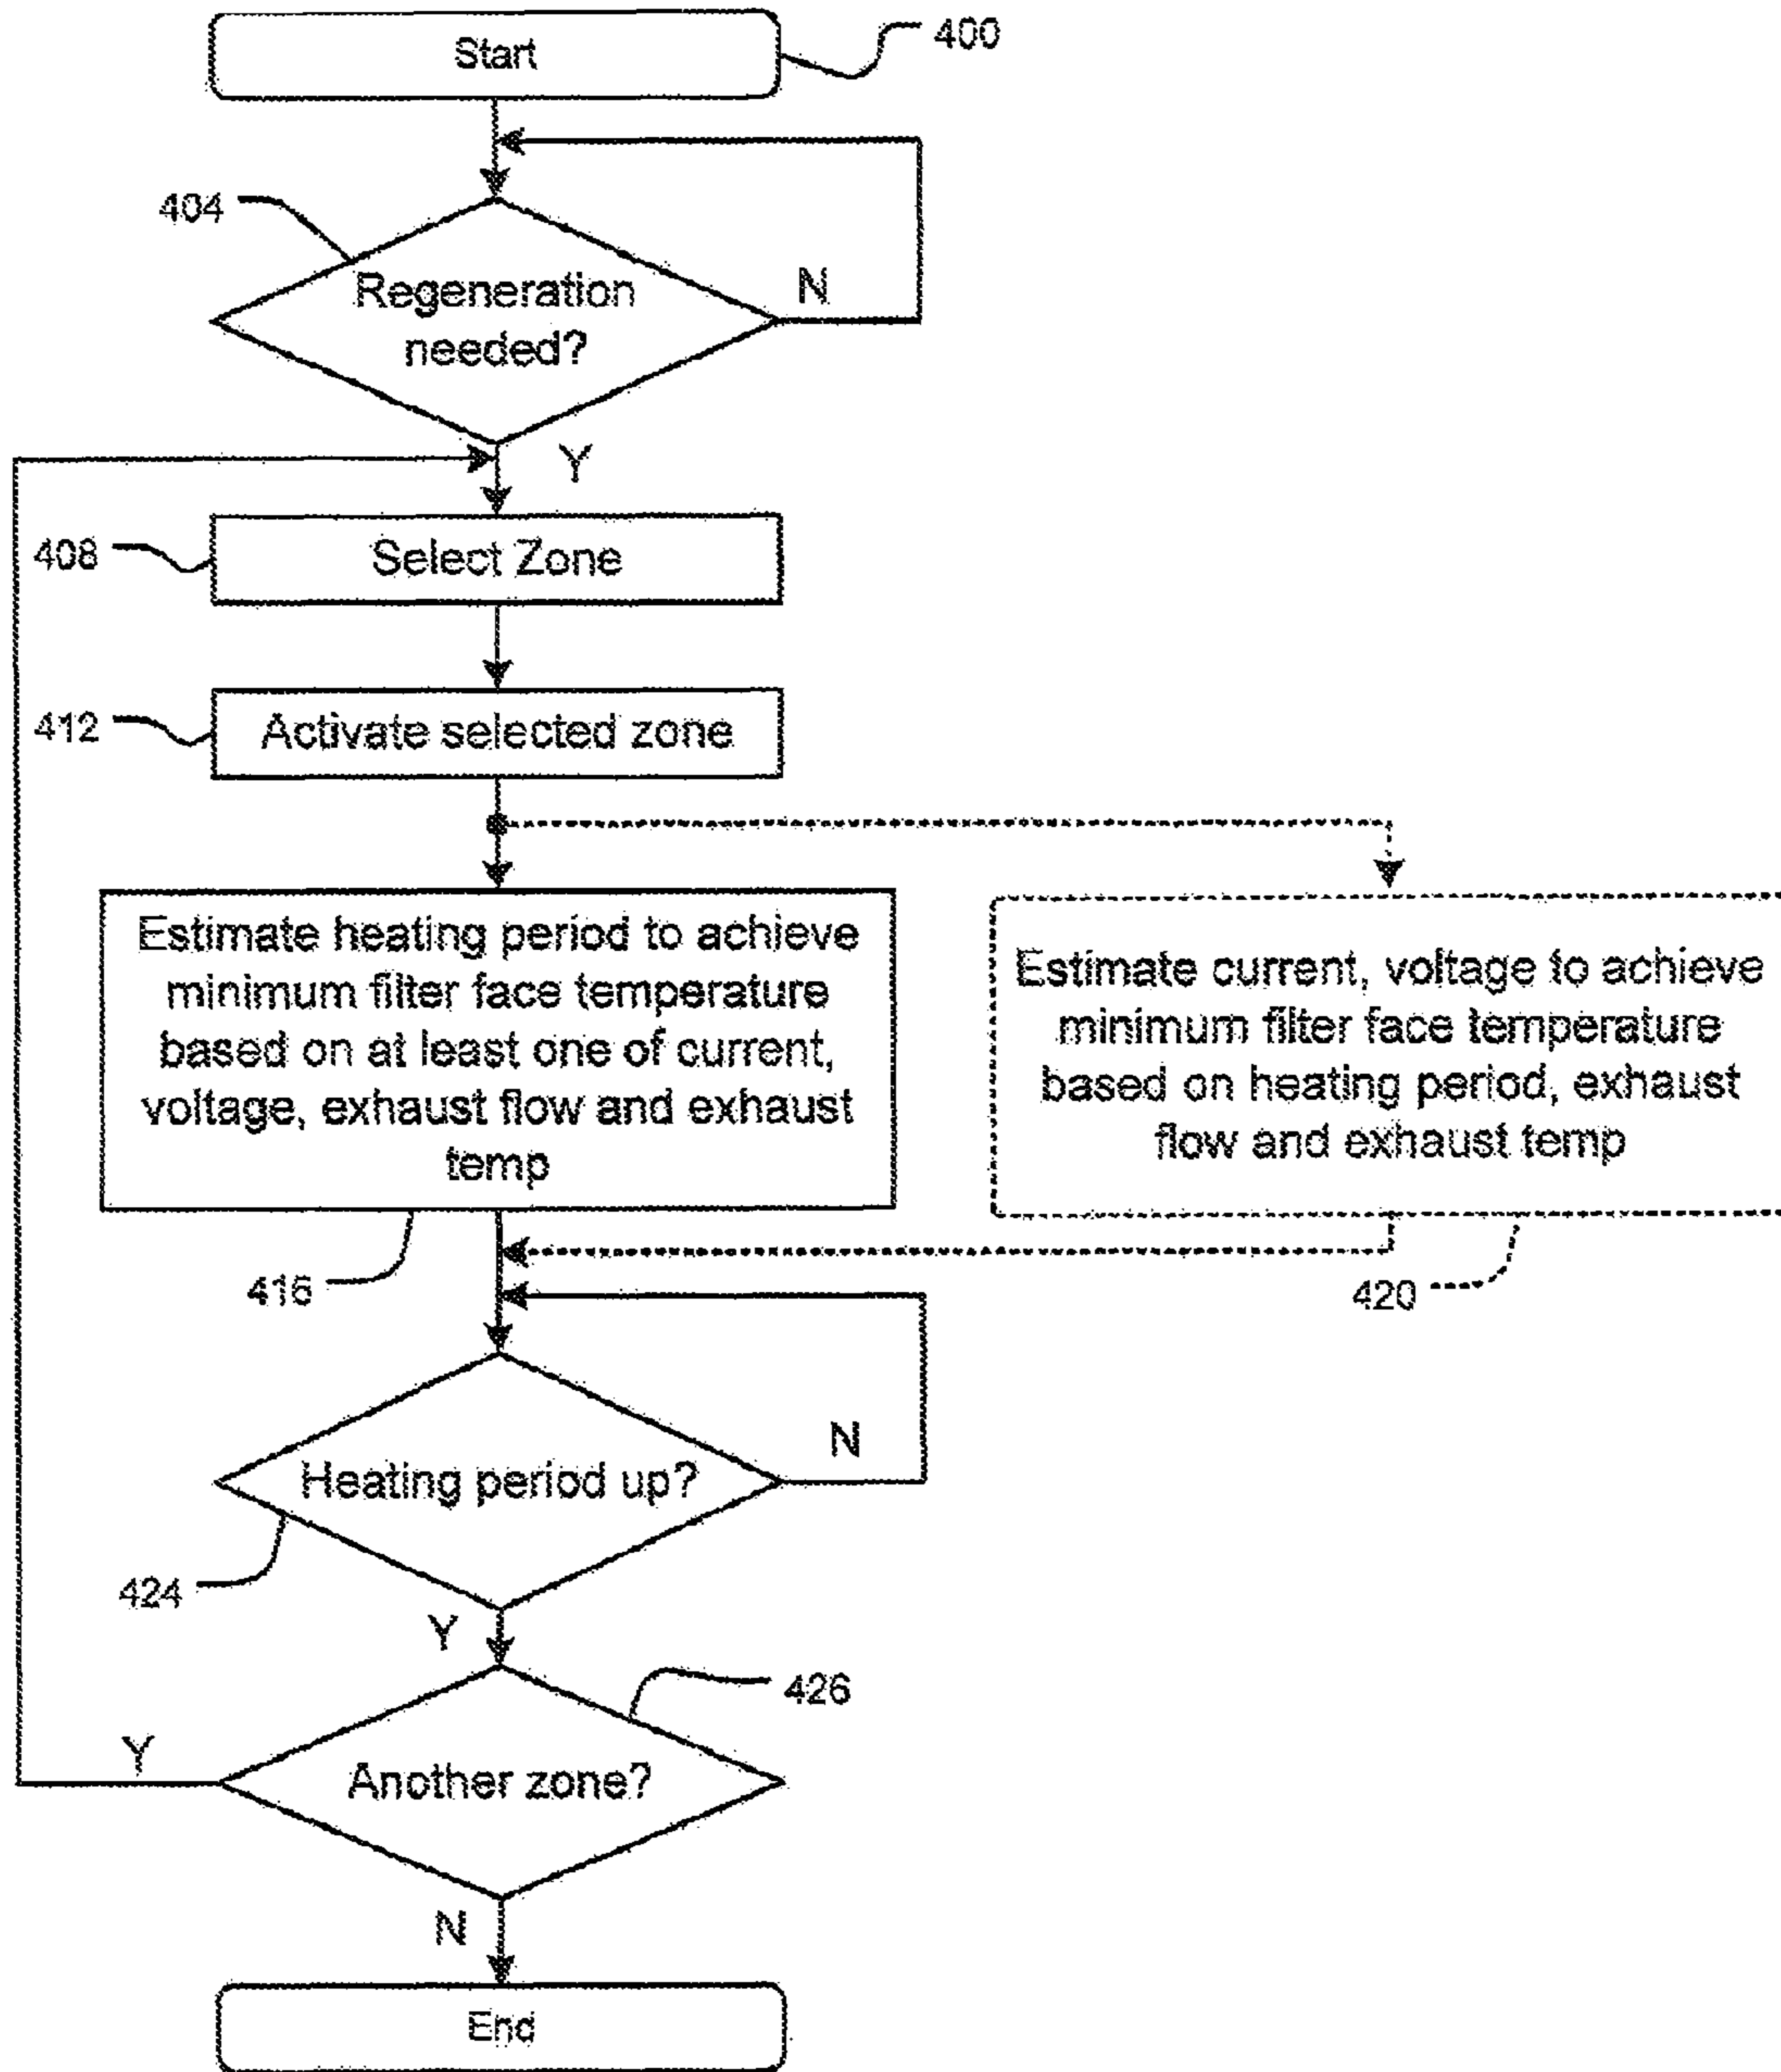 Start
400
404
Regeneration
needed?
N
Y
408
Select Zone
412
Activate selected zone
Estimate heating period to achieve
minimum filter face temperature
based on at least one of current,
voltage, exhaust flow and exhaust
temp
Estimate current, voltage to achieve
minimum filter face temperature
based on heating period, exhaust
flow and exhaust temp
416
420
N
Heating period up?
424
Y
426
Y
Another zone?
N
End